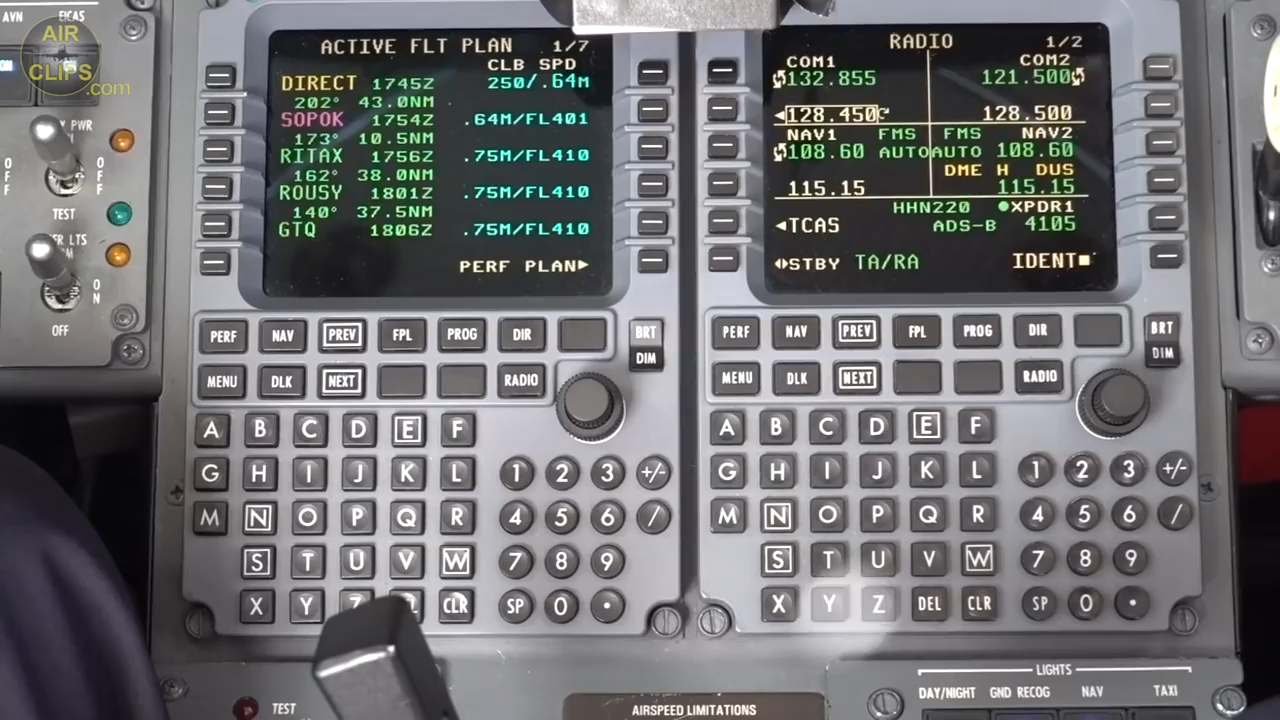 AVN EICAS
AIR
CLIPS
.com
ON
PWR
OFF
OFF
TEST
LTS
ON
OFF
ACTIVE FLT PLAN 1/7
CLB SPD
DIRECT 1745Z 250/.64M
202° 43.0NM
SOPOK 1754Z .64M/FL401
173° 10.5NM
RITAX 1756Z .75M/FL410
162° 38.0NM
ROUSY 1801Z .75M/FL410
140° 37.5NM
GTQ 1806Z .75M/FL410
PERF PLAN►
RADIO 1/2
COM1 COM2
132.855 121.500
◄128.450 128.500
NAV1 FMS FMS NAV2
108.60 AUTO AUTO 108.60
DME H DUS
115.15 115.15
HHN220 ●XPDR1
◄TCAS ADS-B 4105
STBY TA/RA IDENT■
PERF NAV PREV FPL PROG DIR
BRT
DIM
MENU DLK NEXT RADIO
A B C D E F
G H I J K L 1 2 3 +/-
M N O P Q R 4 5 6 /
S T U V W 7 8 9
X Y Z CLR SP 0 •
PERF NAV PREV FPL PROG DIR
BRT
DIM
MENU DLK NEXT RADIO
A B C D E F
G H I J K L 1 2 3 +/-
M N O P Q R 4 5 6 /
S T U V W 7 8 9
X Y Z DEL CLR SP 0 •
TEST
AIRSPEED LIMITATIONS
LIGHTS
DAY/NIGHT GND RECOG NAV TAXI